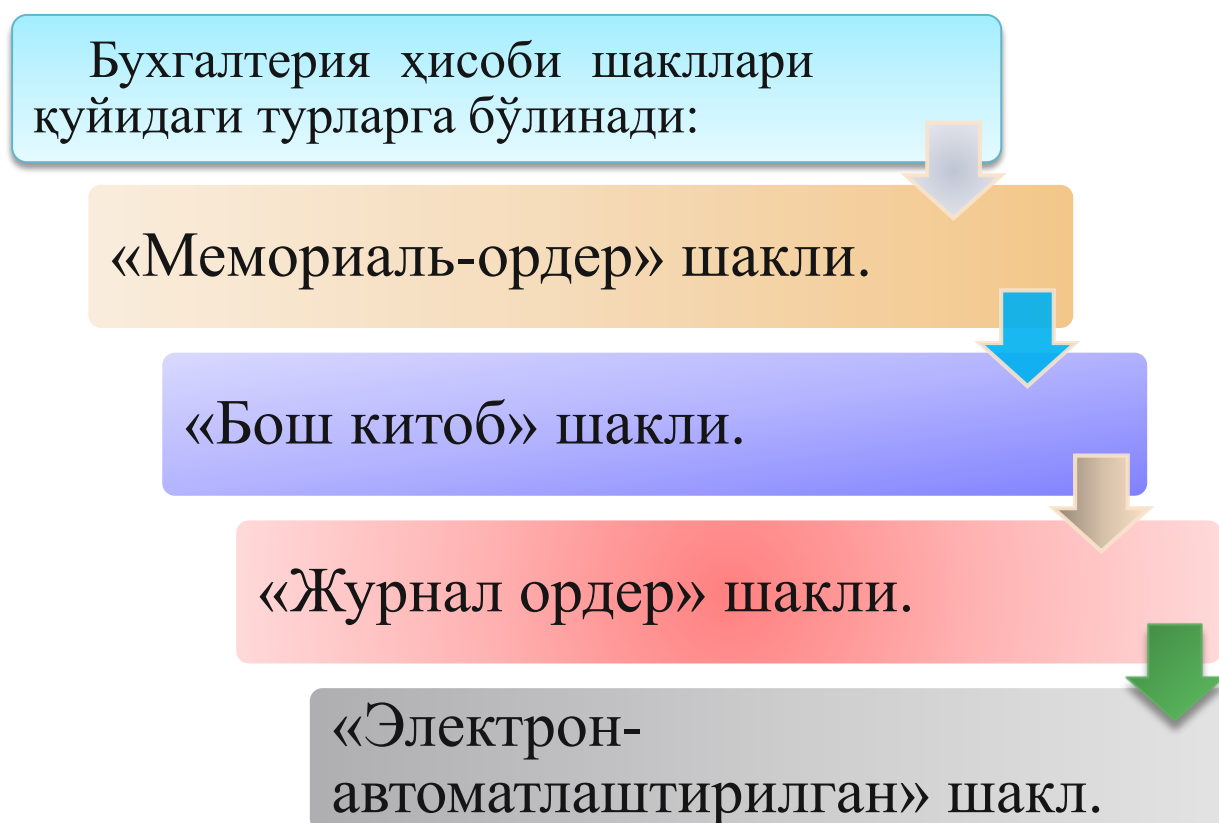 Бухгалтерия ҳисоби шакллари
қуйидаги турларга бўлинади:
«Мемориаль-ордер» шакли.
«Бош китоб» шакли.
«Журнал ордер» шакли.
«Электрон-
автоматлаштирилган» шакл.